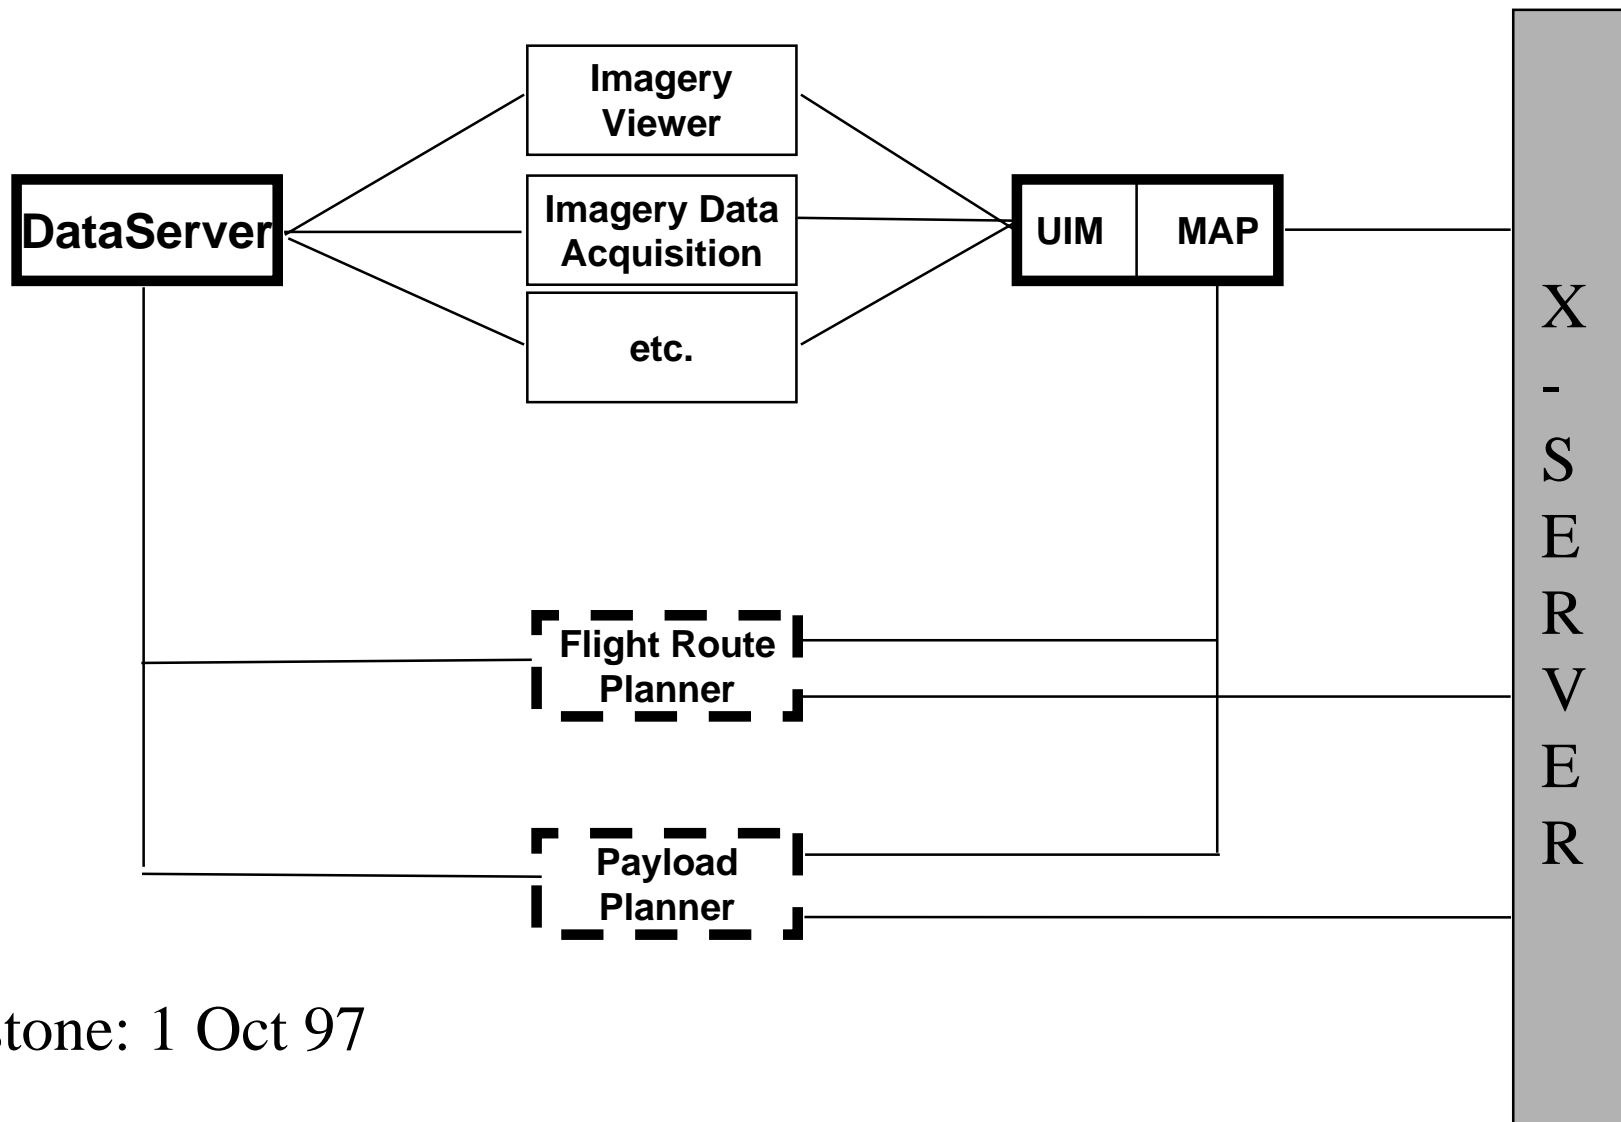 Imagery
Viewer
DataServer
Imagery Data
Acquisition
UIM MAP
etc.
X
-
S
E
R
V
E
R
Flight Route
Planner
Payload
Planner
stone: 1 Oct 97